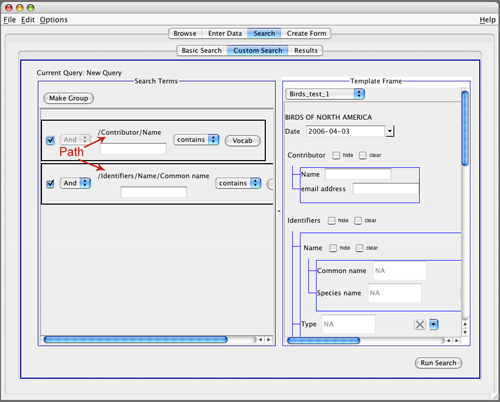 File Edit Options Help
Browse Enter Data Search Create Form
Basic Search Custom Search Results
Current Query: New Query
Search Terms
Make Group
/Contributor/Name
And contains Vocab
Path
/Identifiers/Name/Common name
And contains
Template Frame
Birds_test_1
BIRDS OF NORTH AMERICA
Date 2006-04-03
Contributor hide clear
Name
email address
Identifiers hide clear
Name hide clear
Common name NA
Species name NA
Type NA
Run Search